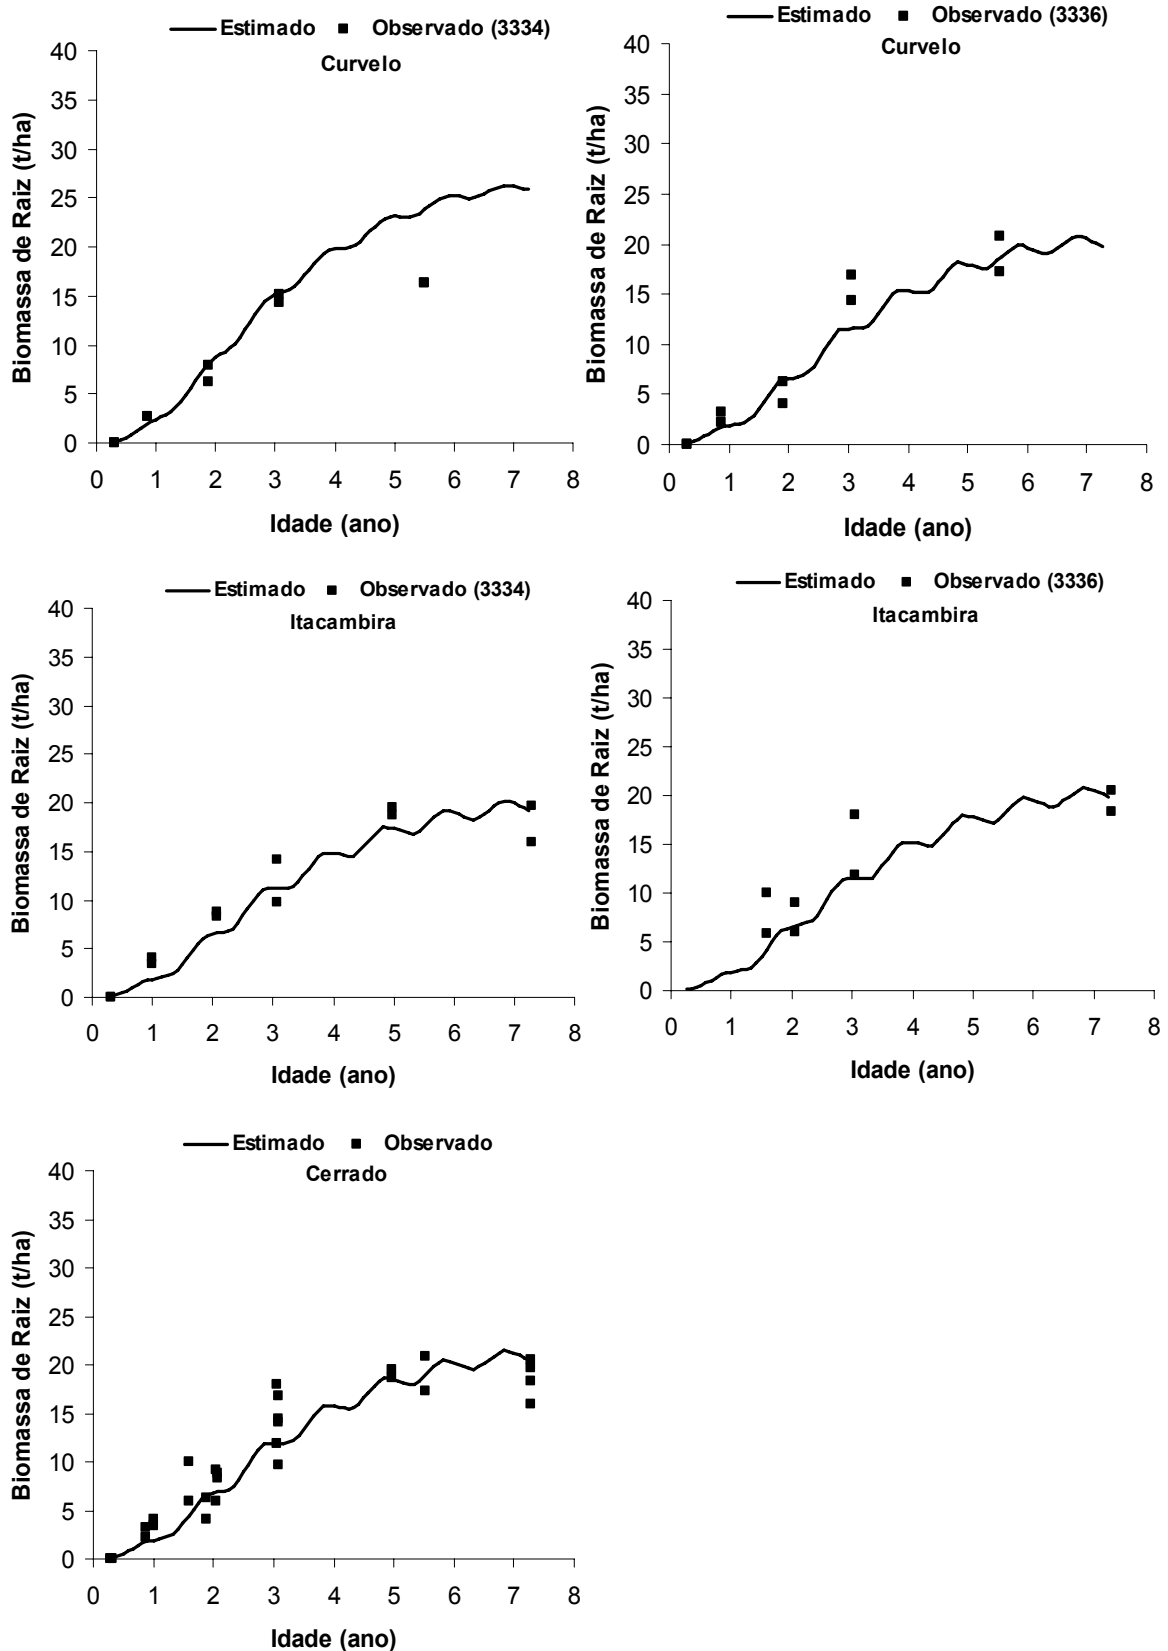 Estimado Observado (3334)
Curvelo
Biomassa de Raiz (t/ha)
40
35
30
25
20
15
10
5
0
0 1 2 3 4 5 6 7 8
Idade (ano)
Estimado Observado (3336)
Curvelo
Biomassa de Raiz (t/ha)
40
35
30
25
20
15
10
5
0
0 1 2 3 4 5 6 7 8
Idade (ano)
Estimado Observado (3334)
Itacambira
Biomassa de Raiz (t/ha)
40
35
30
25
20
15
10
5
0
0 1 2 3 4 5 6 7 8
Idade (ano)
Estimado Observado (3336)
Itacambira
Biomassa de Raiz (t/ha)
40
35
30
25
20
15
10
5
0
0 1 2 3 4 5 6 7 8
Idade (ano)
Estimado Observado
Cerrado
Biomassa de Raiz (t/ha)
40
35
30
25
20
15
10
5
0
0 1 2 3 4 5 6 7 8
Idade (ano)